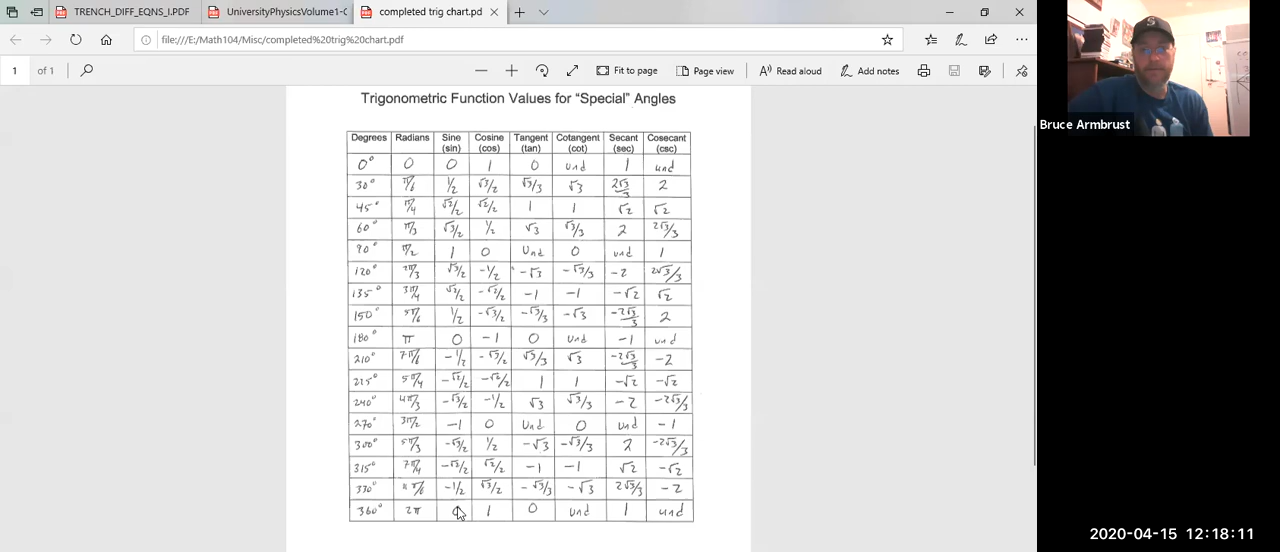 TRENCH_DIFF_EQNS_I.PDF UniversityPhysicsVolume1-C completed trig chart.pd
file:///E:/Math104/Misc/completed%20trig%20chart.pdf
1 of 1 Fit to page Page view Read aloud Add notes
Bruce Armbrust
Trigonometric Function Values for “Special” Angles
Degrees Radians Sine (sin) Cosine (cos) Tangent (tan) Cotangent (cot) Secant (sec) Cosecant (csc)
0° 0 0 1 0 und 1 und
30° π/6 1/2 √3/2 √3/3 √3 2√3/3 2
45° π/4 √2/2 √2/2 1 1 √2 √2
60° π/3 √3/2 1/2 √3 √3/3 2 2√3/3
90° π/2 1 0 und 0 und 1
120° 2π/3 √3/2 -1/2 -√3 -√3/3 -2 2√3/3
135° 3π/4 √2/2 -√2/2 -1 -1 -√2 √2
150° 5π/6 1/2 -√3/2 -√3/3 -√3 -2√3/3 2
180° π 0 -1 0 und -1 und
210° 7π/6 -1/2 -√3/2 √3/3 √3 -2√3/3 -2
225° 5π/4 -√2/2 -√2/2 1 1 -√2 -√2
240° 4π/3 -√3/2 -1/2 √3 √3/3 -2 -2√3/3
270° 3π/2 -1 0 und 0 und -1
300° 5π/3 -√3/2 1/2 -√3 -√3/3 2 -2√3/3
315° 7π/4 -√2/2 √2/2 -1 -1 √2 -√2
330° 11π/6 -1/2 √3/2 -√3/3 -√3 2√3/3 -2
360° 2π 0 1 0 und 1 und
2020-04-15 12:18:11